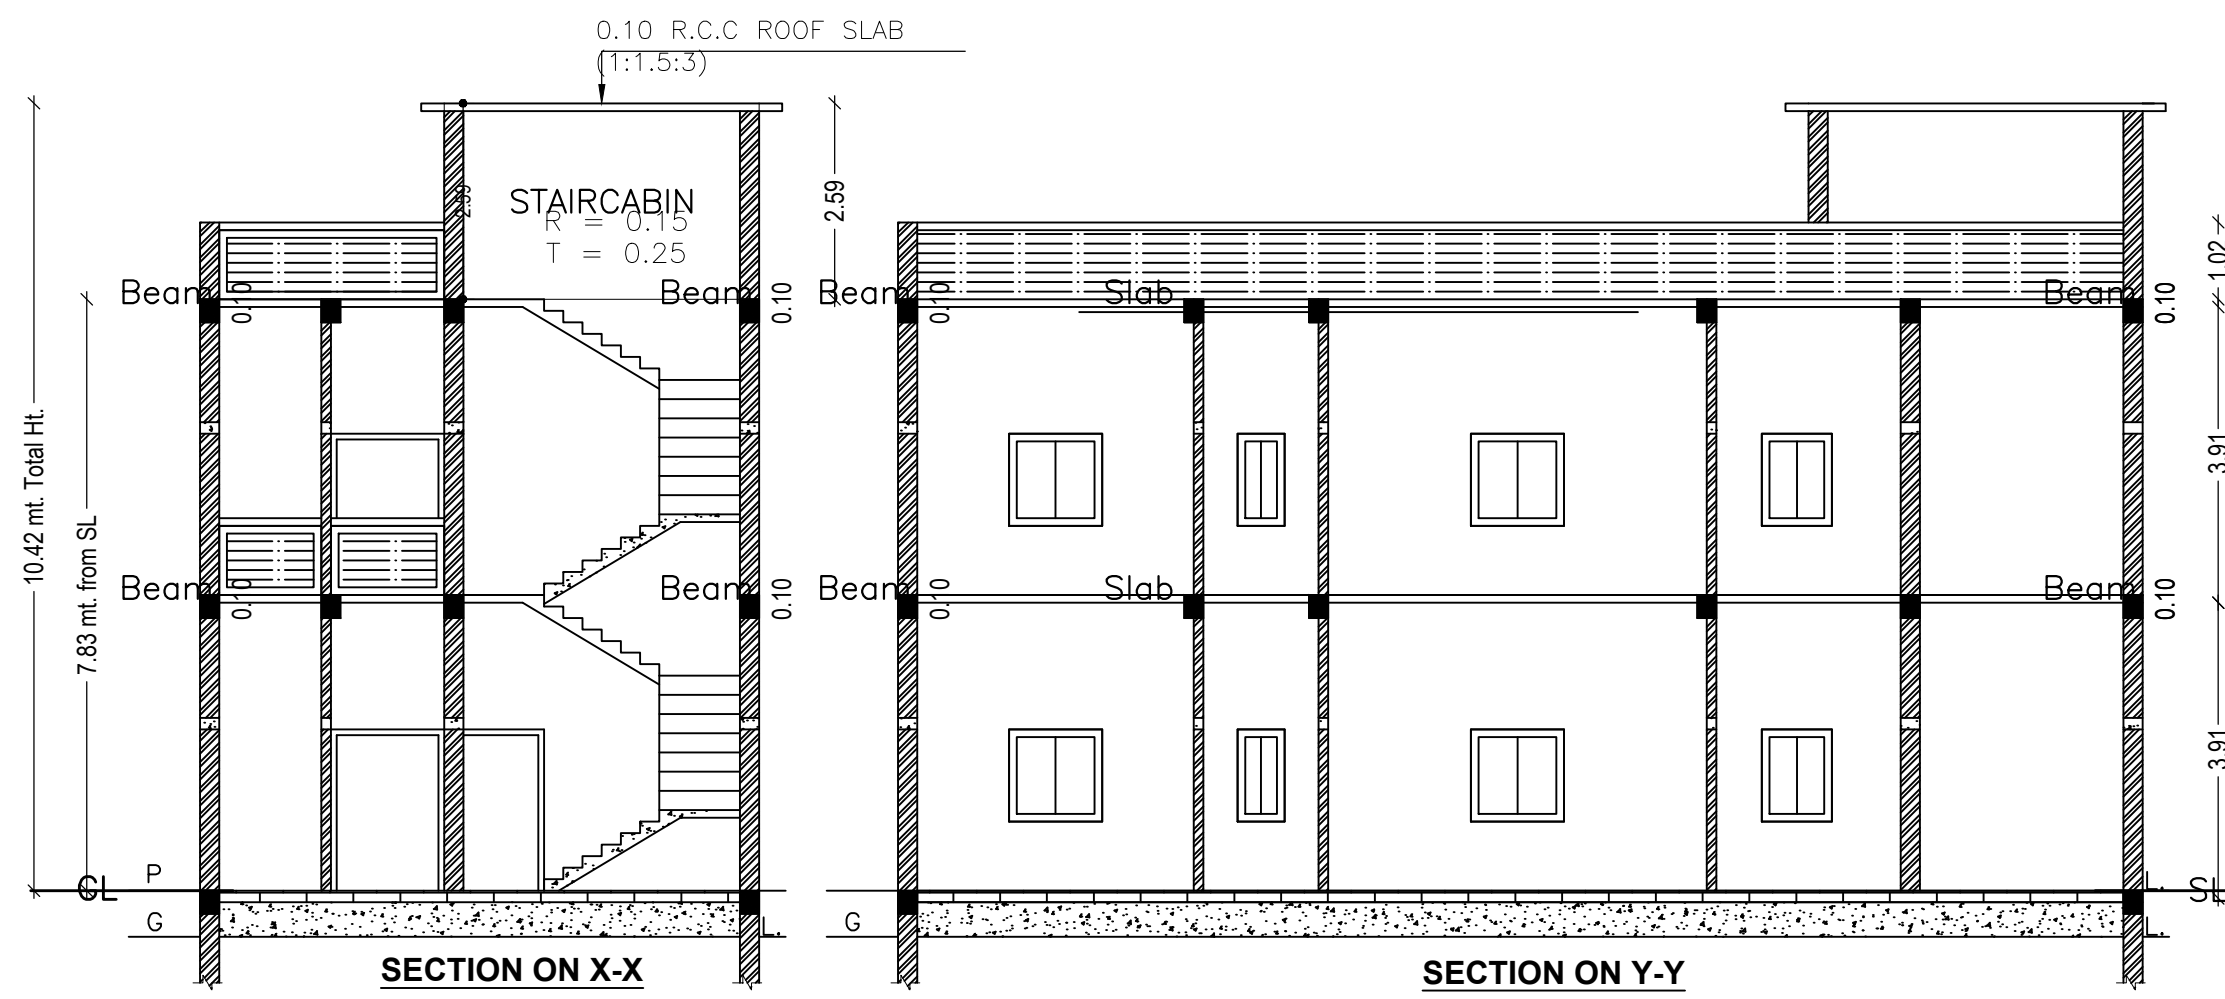 0.10 R.C.C ROOF SLAB
(1:1.5:3)
10.42 mt. Total Ht.
7.83 mt. from SL
2.59
STAIRCABIN
R = 0.15
T = 0.25
2.59
1.02
Beam
0.10
Beam
0.10
Beam
0.10
Slab
Beam
0.10
3.91
Beam
0.10
Beam
0.10
Beam
0.10
Slab
Beam
0.10
3.91
P
L.
SL
G
L.
G
L.
SECTION ON X-X
SECTION ON Y-Y